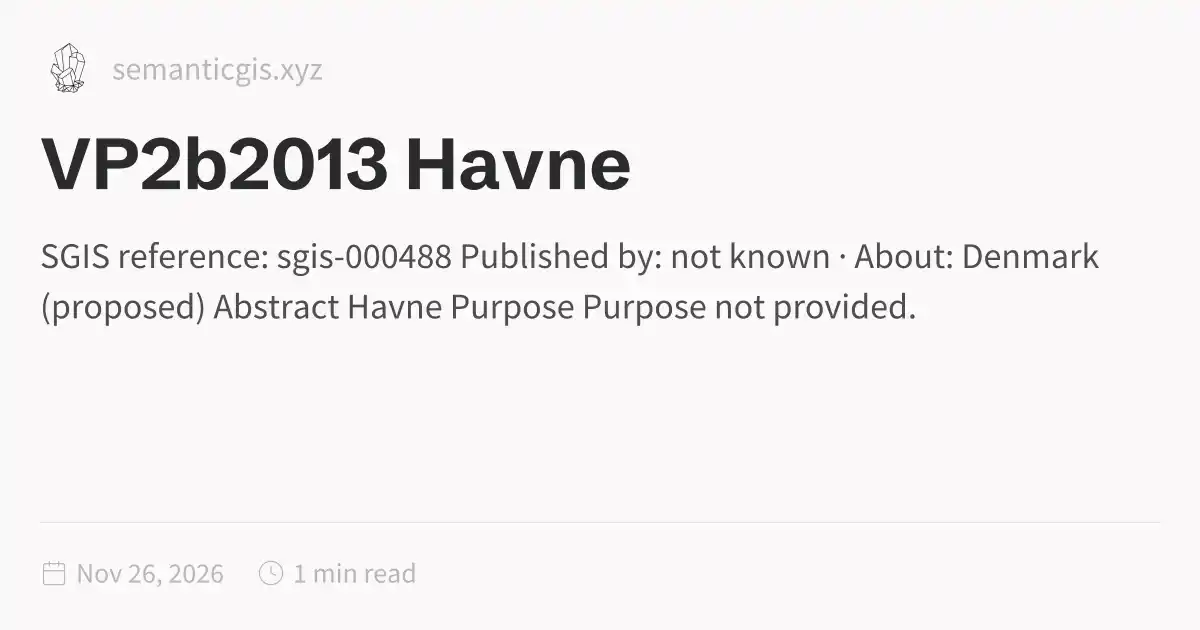 semanticgis.xyz
VP2b2013 Havne
SGIS reference: sgis-000488 Published by: not known · About: Denmark
(proposed) Abstract Havne Purpose Purpose not provided.
Nov 26, 2026 1 min read